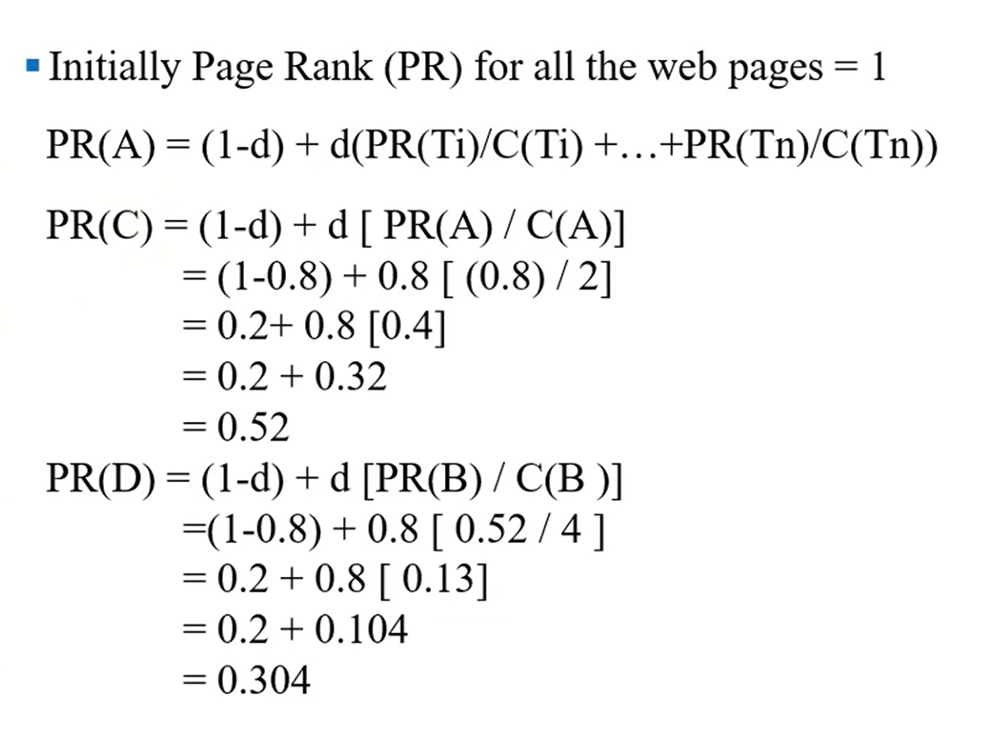 ▪ Initially Page Rank (PR) for all the web pages = 1
PR(A) = (1-d) + d(PR(Ti)/C(Ti) +…+PR(Tn)/C(Tn))
PR(C) = (1-d) + d [ PR(A) / C(A)]
= (1-0.8) + 0.8 [ (0.8) / 2]
= 0.2+ 0.8 [0.4]
= 0.2 + 0.32
= 0.52
PR(D) = (1-d) + d [PR(B) / C(B )]
=(1-0.8) + 0.8 [ 0.52 / 4 ]
= 0.2 + 0.8 [ 0.13]
= 0.2 + 0.104
= 0.304